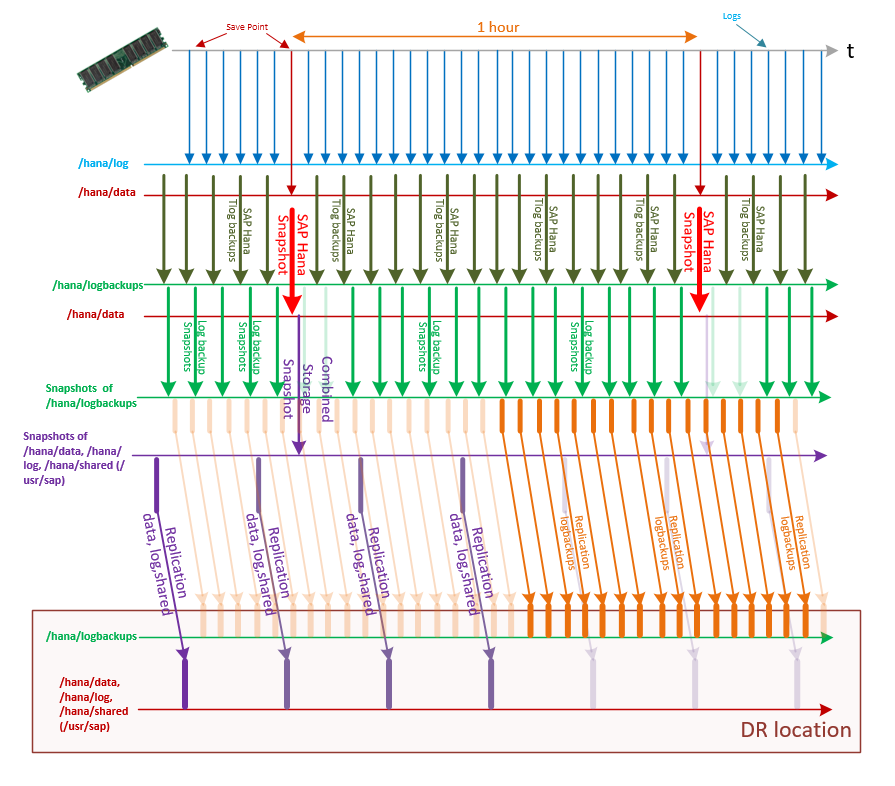 Save Point
1 hour
Logs
t
/hana/log
/hana/data
SAP Hana
Tlog backups
SAP Hana
Snapshot
SAP Hana
Tlog backups
SAP Hana
Tlog backups
SAP Hana
Tlog backups
SAP Hana
Tlog backups
SAP Hana
Snapshot
SAP Hana
Tlog backups
/hana/logbackups
/hana/data
Log backup
Snapshots
Log backup
Snapshots
Combined
Storage
Snapshot
Log backup
Snapshots
Log backup
Snapshots
Snapshots of
/hana/logbackups
Snapshots of
/hana/data, /hana/
log, /hana/shared (/
usr/sap)
Replication
data, log,shared
Replication
data, log,shared
Replication
data, log,shared
Replication
data, log,shared
Replication
logbackups
Replication
logbackups
Replication
logbackups
/hana/logbackups
/hana/data,
/hana/log,
/hana/shared
(/usr/sap)
DR location